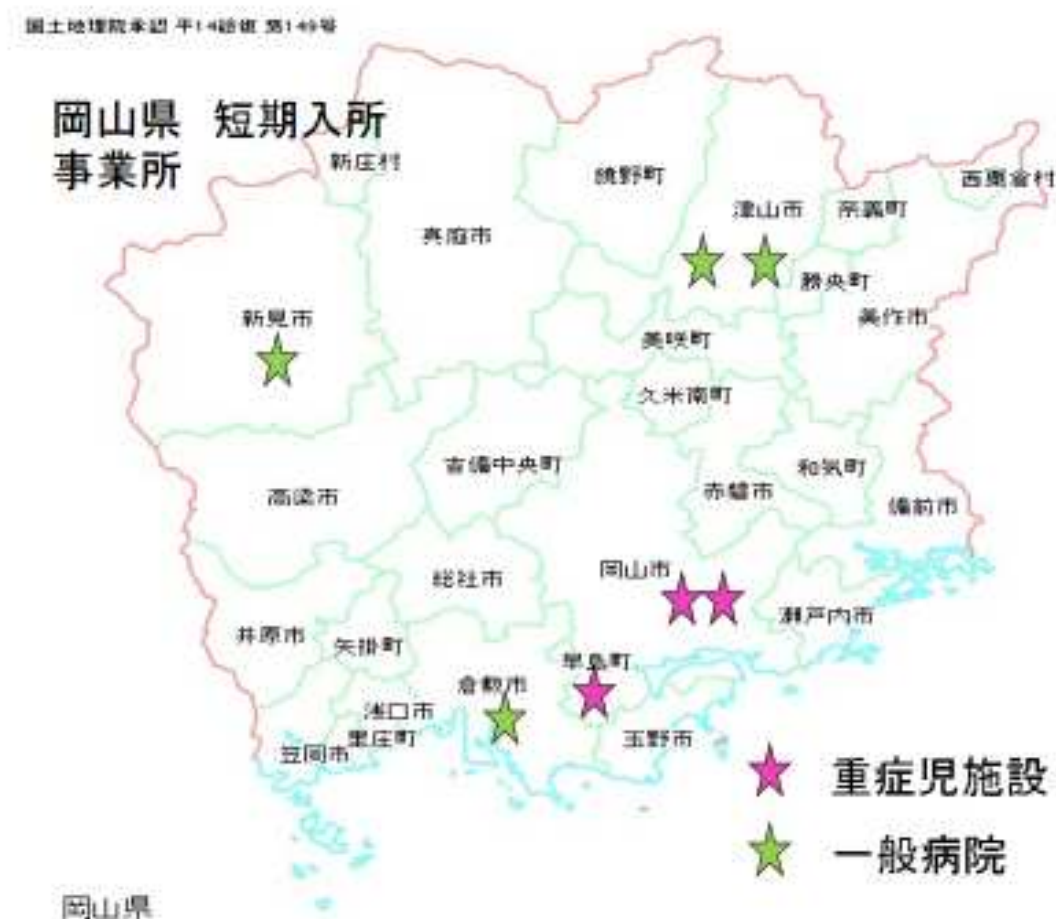 国土地理院承認 平14総複 第149号
岡山県 短期入所
事業所
新庄村
鏡野町
西粟倉村
津山市
奈義町
真庭市
勝央町
新見市
美作市
美咲町
久米南町
吉備中央町
和気町
高梁市
赤磐市
備前市
岡山市
総社市
瀬戸内市
井原市
矢掛町
早島町
倉敷市
浅口市
里庄町
玉野市
笠岡市
重症児施設
一般病院
岡山県